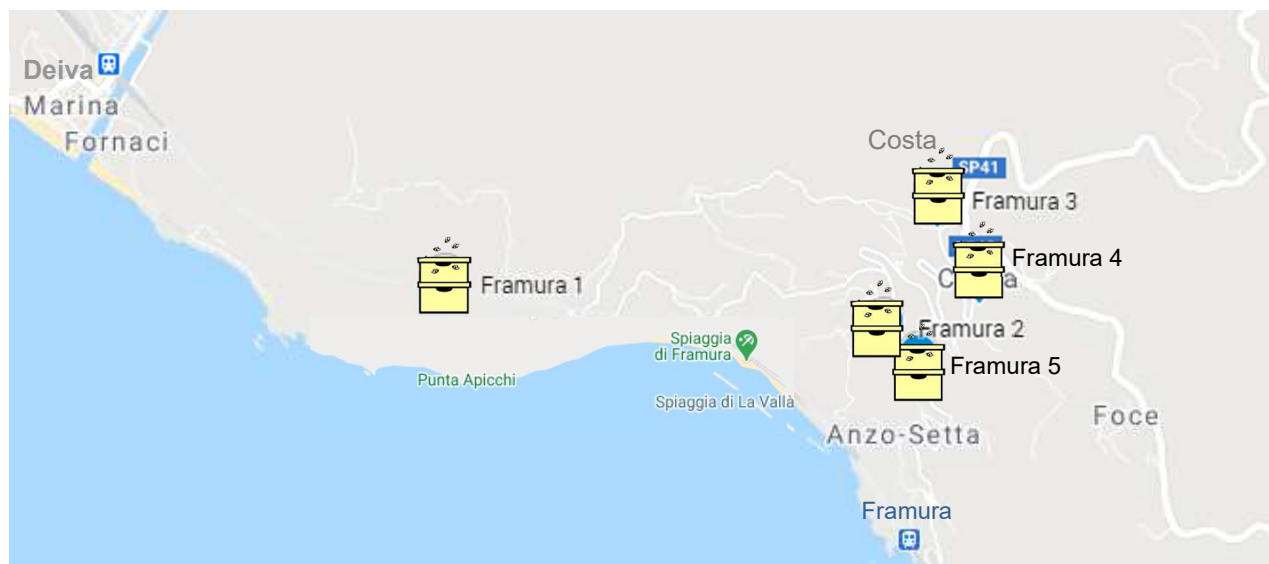 Deiva
Marina
Fornaci
Costa
SP41
Framura 3
Framura 4
Framura 1
Framura 2
Spiaggia
di Framura
Framura 5
Punta Apicchi
Spiaggia di La Vallà
Foce
Anzo-Setta
Framura